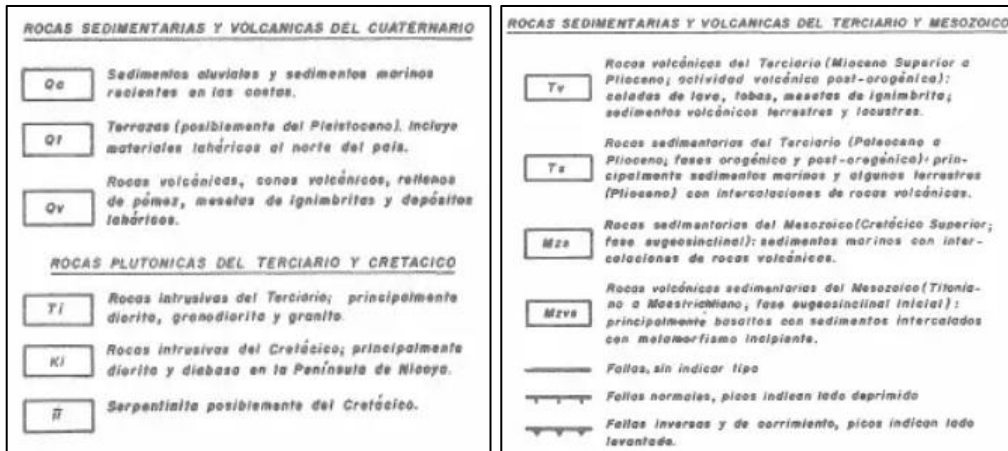 ROCAS SEDIMENTARIAS Y VOLCANICAS DEL CUATERNARIO
Qa
Sedimentos aluviales y sedimentos marinos
recientes en las costas.
Qt
Terrazas (posiblemente del Pleistoceno). Incluye
materiales laháricos al norte del país.
Qv
Rocas volcánicas, conos volcánicos, rellenos
de pómez, mesetas de ignimbritas y depósitos
laháricos.
ROCAS PLUTONICAS DEL TERCIARIO Y CRETACICO
Ti
Rocas intrusivas del Terciario; principalmente
diorita, granodiorita y granito.
Ki
Rocas intrusivas del Cretácico; principalmente
diorita y diabasa en la Península de Nicoya.
Serpentinita posiblemente del Cretácico.
ROCAS SEDIMENTARIAS Y VOLCANICAS DEL TERCIARIO Y MESOZOICO
Tv
Rocas volcánicas del Terciario (Mioceno Superior a
Plioceno; actividad volcánica post-orogénica):
coladas de lava, tobas, mesetas de ignimbrita;
sedimentos volcánicos terrestres y lacustres.
Ts
Rocas sedimentarias del Terciario (Paleoceno a
Plioceno; fases orogénica y post-orogénica): prin-
cipalmente sedimentos marinos y algunos terrestres
(Plioceno) con intercalaciones de rocas volcánicas.
Mzs
Rocas sedimentarias del Mesozoico (Cretácico Superior;
fase eugeosinclinal): sedimentos marinos con inter-
calaciones de rocas volcánicas.
Mzvs
Rocas volcánicas sedimentarias del Mesozoico (Titonia-
no a Maestrichtiano, fase eugeosinclinal inicial):
principalmente basaltos con sedimentos intercalados
con metamorfismo incipiente.
Fallas, sin indicar tipo
Fallas normales, picos indican lado deprimido
Fallas inversas y de corrimiento, picos indican lado
levantado.